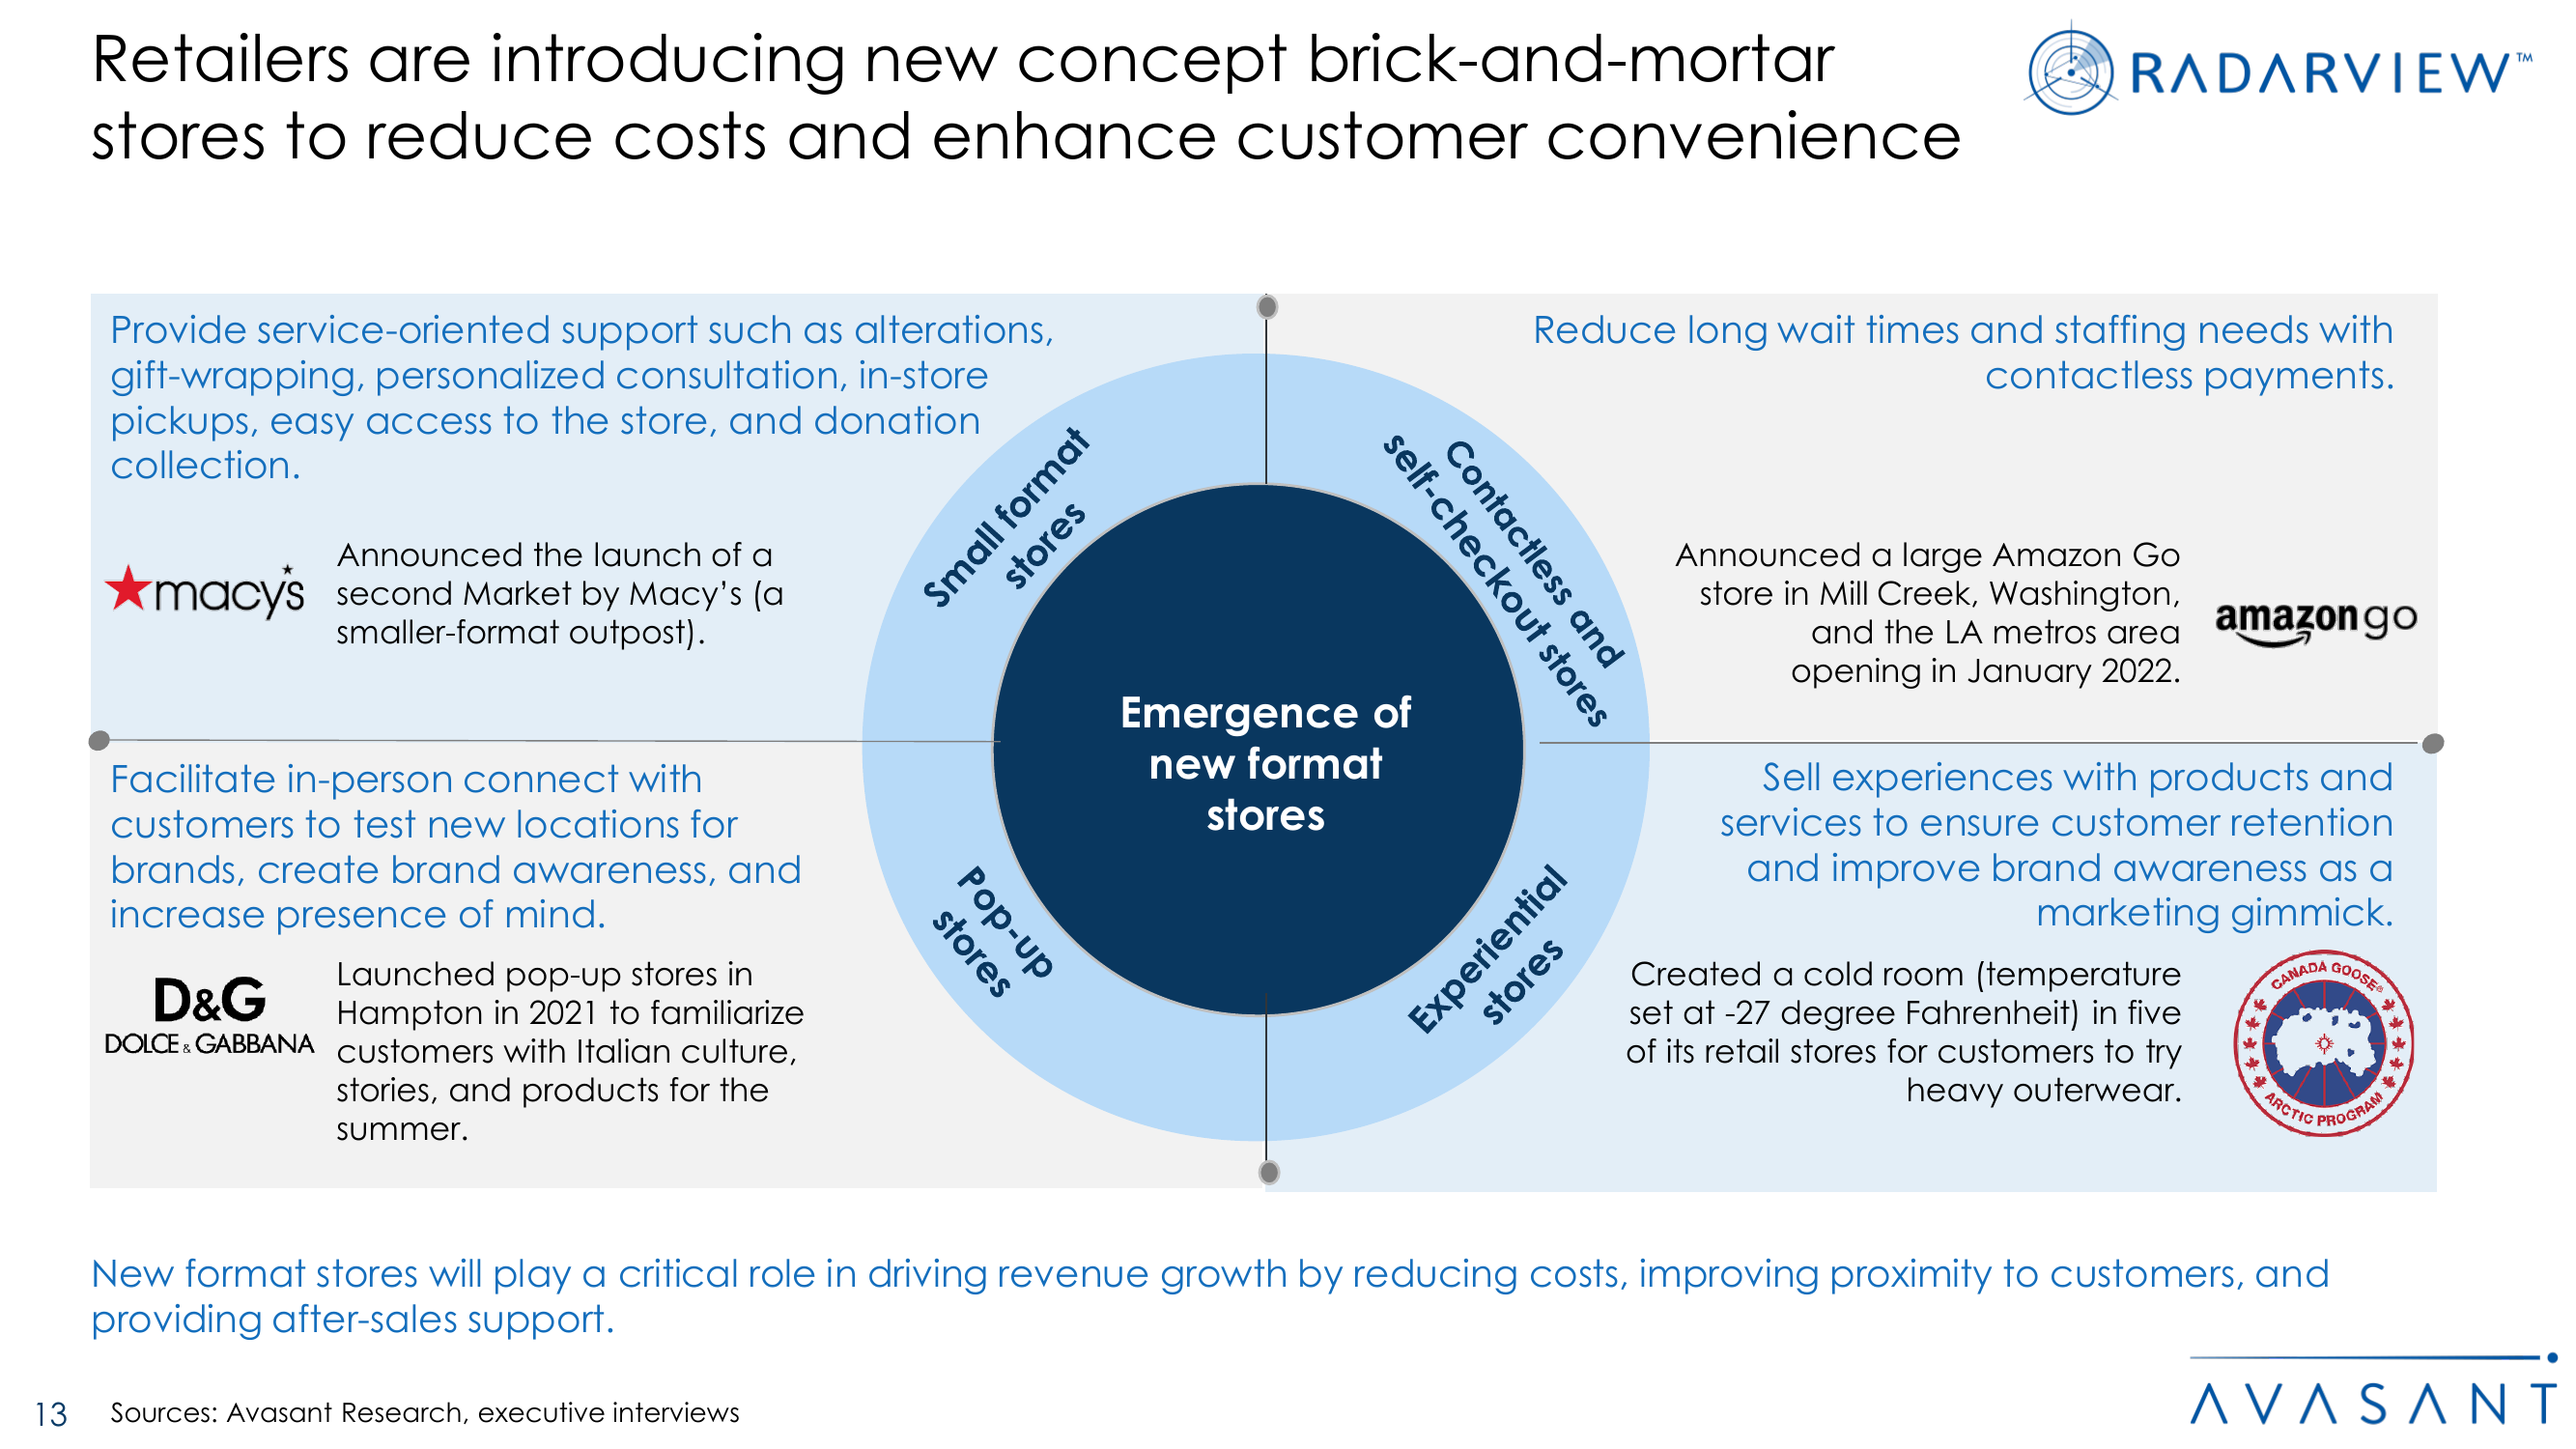 Retailers are introducing new concept brick-and-mortar
stores to reduce costs and enhance customer convenience
RADARVIEW™
Provide service-oriented support such as alterations,
gift-wrapping, personalized consultation, in-store
pickups, easy access to the store, and donation
collection.
★macy's
Announced the launch of a
second Market by Macy’s (a
smaller-format outpost).
Small format
stores
Reduce long wait times and staffing needs with
contactless payments.
Contactless and
self-checkout stores
Announced a large Amazon Go
store in Mill Creek, Washington,
and the LA metros area
opening in January 2022.
amazon go
Emergence of
new format
stores
Facilitate in-person connect with
customers to test new locations for
brands, create brand awareness, and
increase presence of mind.
D&G
DOLCE & GABBANA
Launched pop-up stores in
Hampton in 2021 to familiarize
customers with Italian culture,
stories, and products for the
summer.
Pop-up
stores
Sell experiences with products and
services to ensure customer retention
and improve brand awareness as a
marketing gimmick.
Experiential
stores
Created a cold room (temperature
set at -27 degree Fahrenheit) in five
of its retail stores for customers to try
heavy outerwear.
CANADA GOOSE®
ARCTIC PROGRAM
New format stores will play a critical role in driving revenue growth by reducing costs, improving proximity to customers, and
providing after-sales support.
13
Sources: Avasant Research, executive interviews
AVASANT